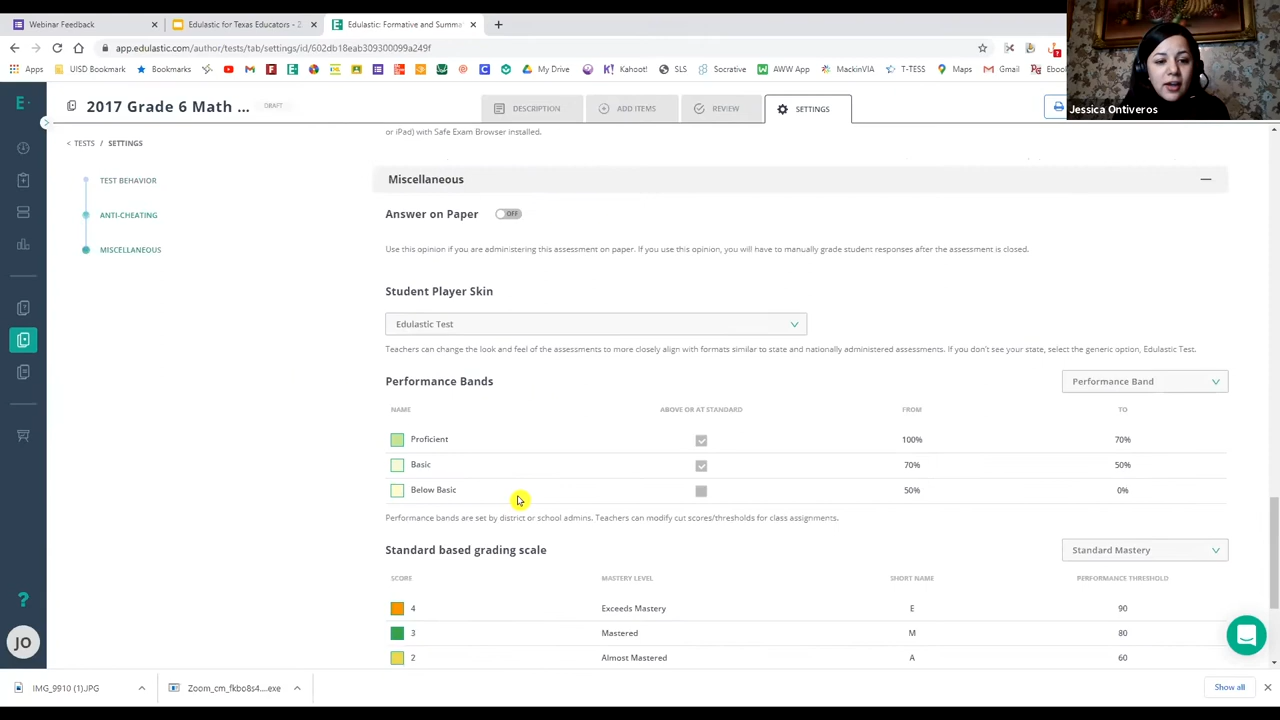 Webinar Feedback
Edulastic for Texas Educators - 2
Edulastic: Formative and Summa
app.edulastic.com/author/tests/tab/settings/id/602db18eab309300099a249f
Apps
UISD Bookmark
Bookmarks
My Drive
Kahoot!
SLS
Socrative
AWW App
MackinVIA
T-TESS
Maps
Gmail
Ebook
Jessica Ontiveros
2017 Grade 6 Math ...
DRAFT
DESCRIPTION
ADD ITEMS
REVIEW
SETTINGS
< TESTS / SETTINGS
TEST BEHAVIOR
ANTI-CHEATING
MISCELLANEOUS
or iPad) with Safe Exam Browser installed.
Miscellaneous
Answer on Paper OFF
Use this opinion if you are administering this assessment on paper. If you use this opinion, you will have to manually grade student responses after the assessment is closed.
Student Player Skin
Edulastic Test
Teachers can change the look and feel of the assessments to more closely align with formats similar to state and nationally administered assessments. If you don't see your state, select the generic option, Edulastic Test.
Performance Bands
Performance Band
NAME ABOVE OR AT STANDARD FROM TO
Proficient 100% 70%
Basic 70% 50%
Below Basic 50% 0%
Performance bands are set by district or school admins. Teachers can modify cut scores/thresholds for class assignments.
Standard based grading scale
Standard Mastery
SCORE MASTERY LEVEL SHORT NAME PERFORMANCE THRESHOLD
4 Exceeds Mastery E 90
3 Mastered M 80
2 Almost Mastered A 60
?
JO
IMG_9910 (1).JPG
Zoom_cm_fkbo8s4....exe
Show all